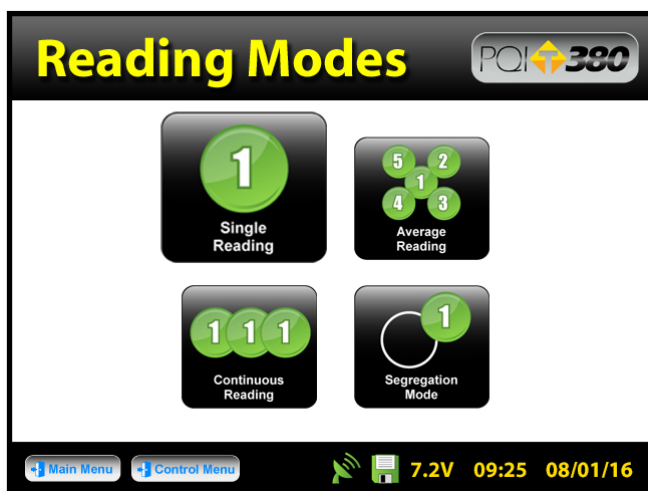 Reading Modes
PQI T 380
1
Single
Reading
5 2
1
4 3
Average
Reading
1 1 1
Continuous
Reading
1
Segregation
Mode
Main Menu Control Menu 7.2V 09:25 08/01/16